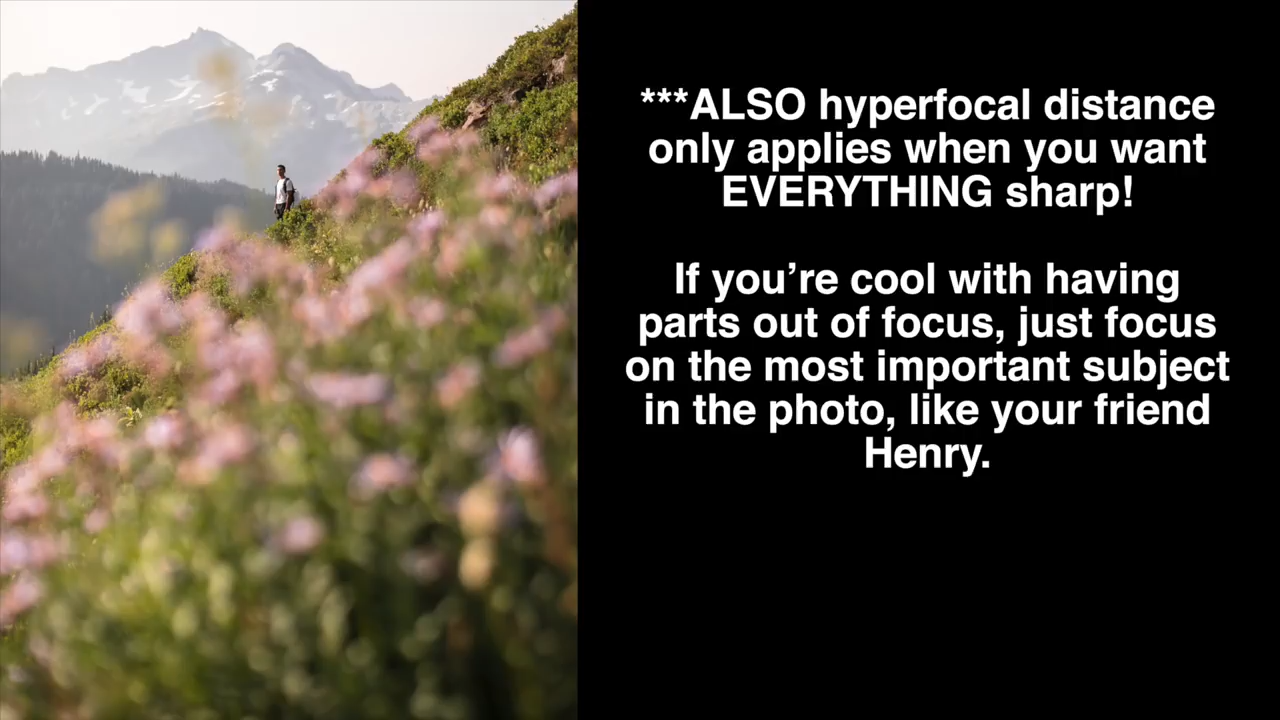 ***ALSO hyperfocal distance
only applies when you want
EVERYTHING sharp!
If you’re cool with having
parts out of focus, just focus
on the most important subject
in the photo, like your friend
Henry.